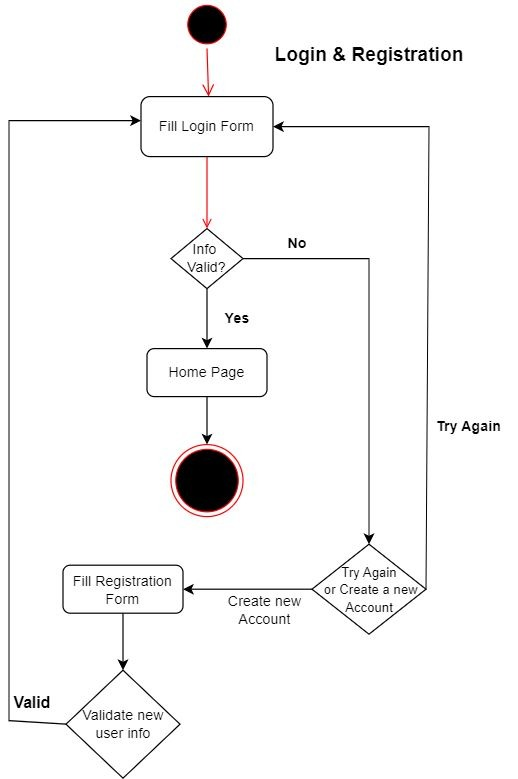 Login & Registration
Fill Login Form
Info
Valid?
No
Yes
Home Page
Try Again
Try Again
or Create a new
Account
Create new
Account
Fill Registration
Form
Valid
Validate new
user info